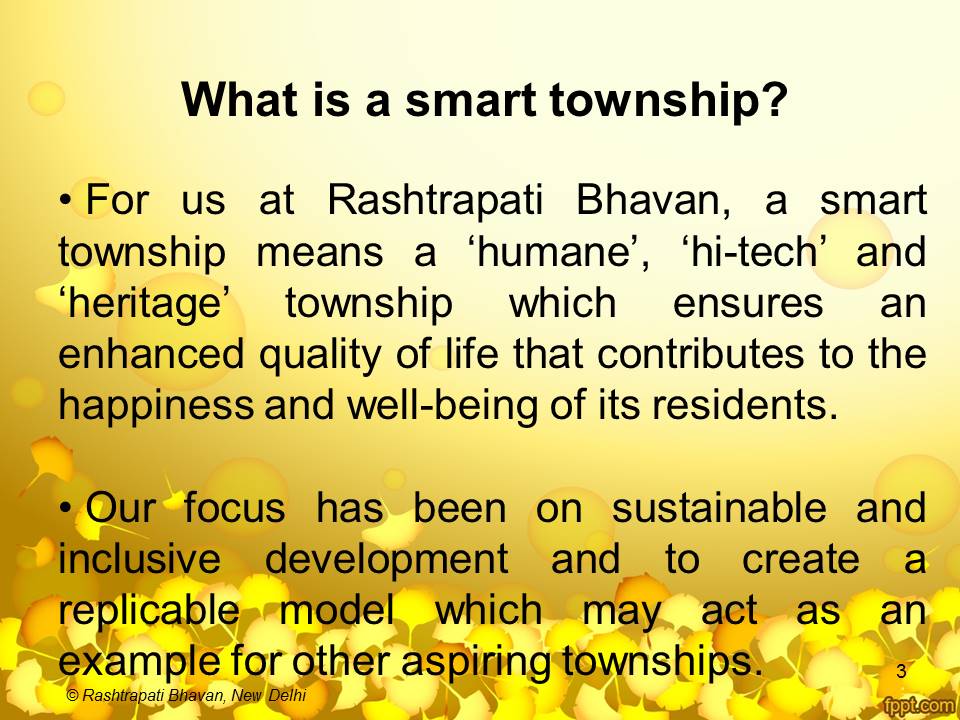 What is a smart township?
• For us at Rashtrapati Bhavan, a smart
township means a ‘humane’, ‘hi-tech’ and
‘heritage’ township which ensures an
enhanced quality of life that contributes to the
happiness and well-being of its residents.
• Our focus has been on sustainable and
inclusive development and to create a
replicable model which may act as an
example for other aspiring townships.
3
© Rashtrapati Bhavan, New Delhi
fppt.com